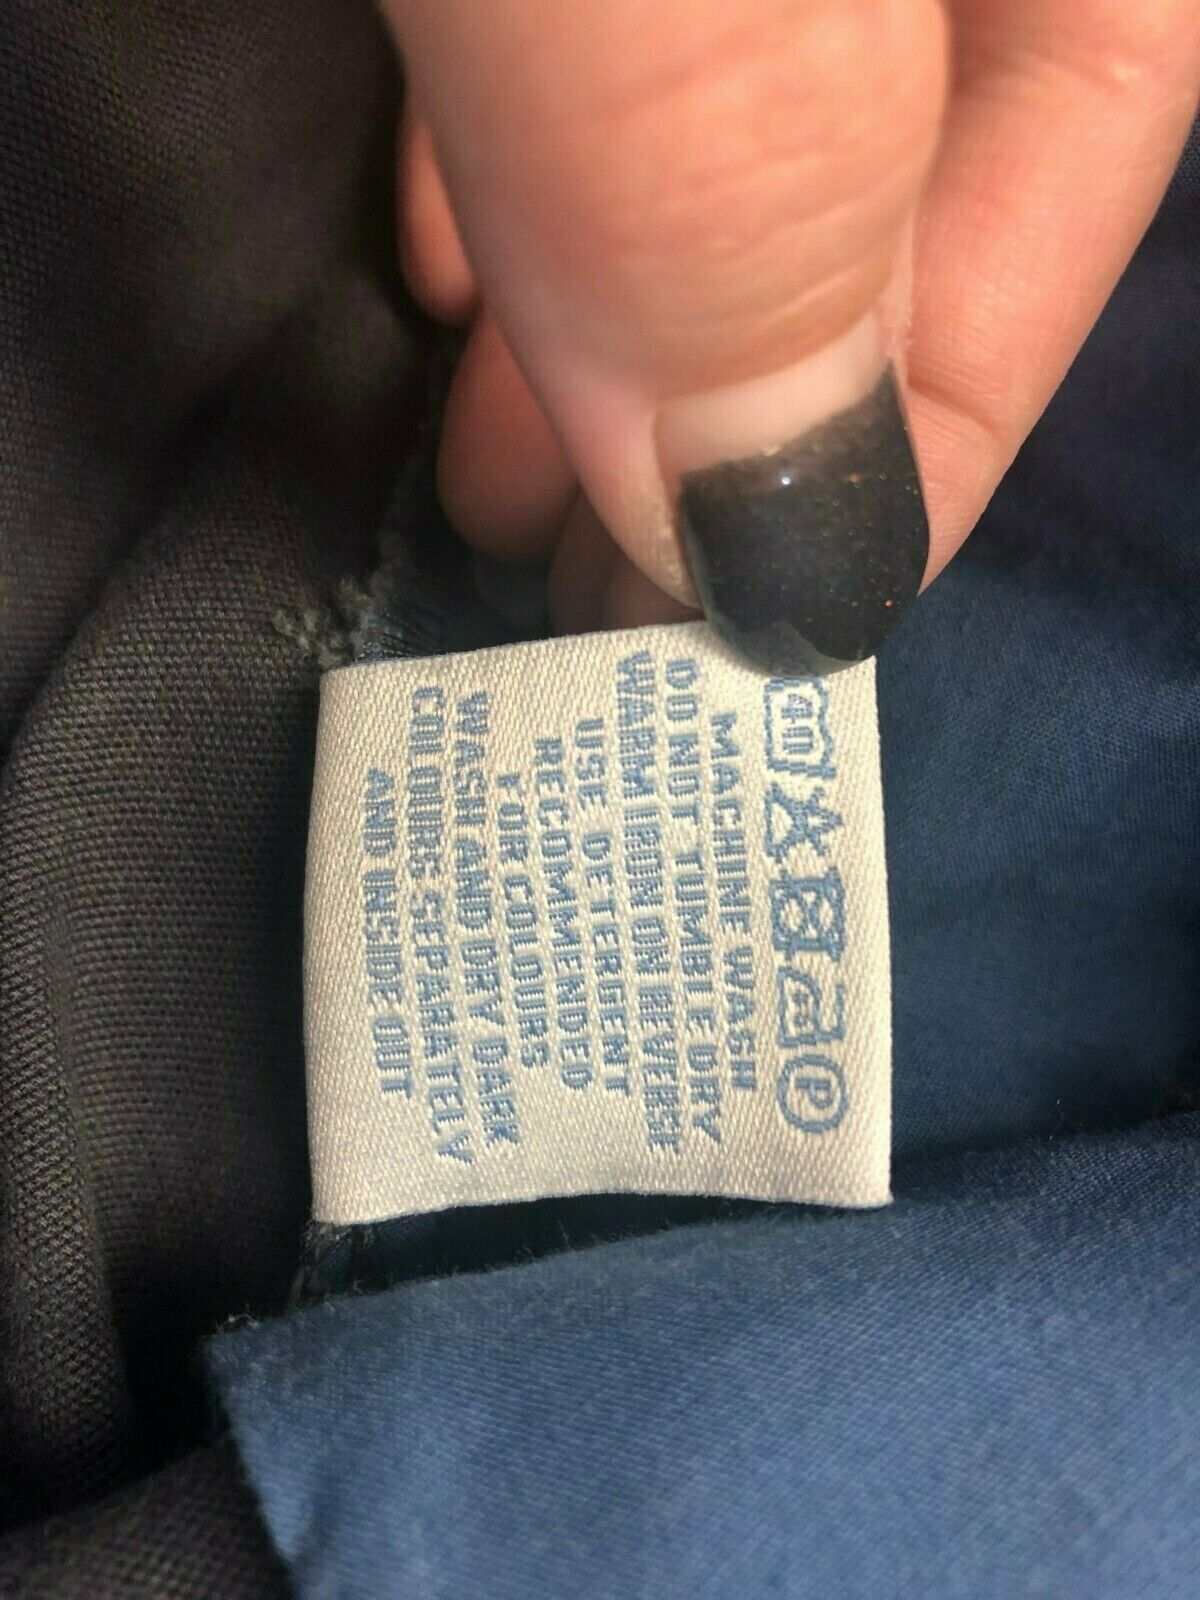 40 P
MACHINE WASH
DO NOT TUMBLE DRY
WARM IRON ON REVERSE
USE DETERGENT
RECOMMENDED
FOR COLOURS
WASH AND DRY DARK
COLOURS SEPARATELY
AND INSIDE OUT